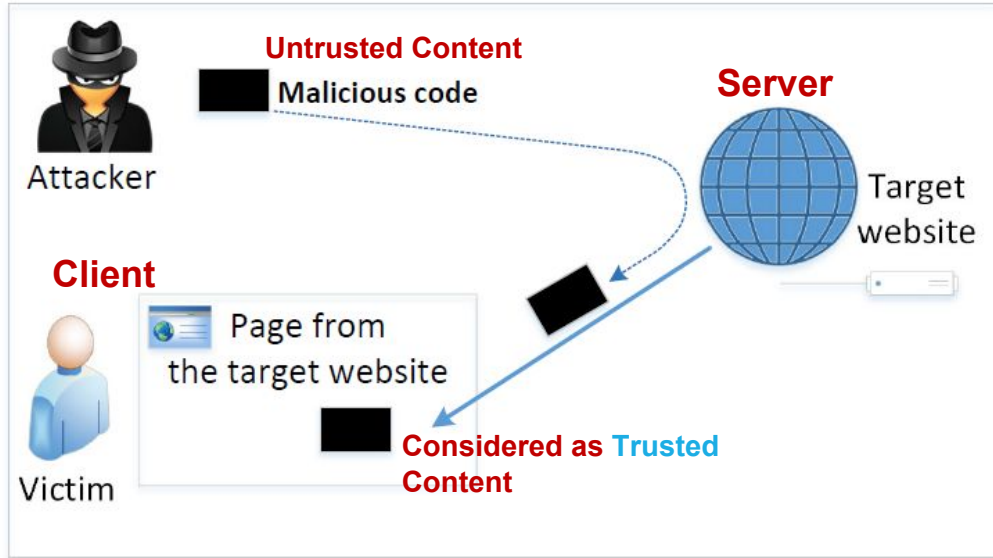 Untrusted Content
Malicious code
Attacker
Server
Target
website
Client
Page from
the target website
Considered as Trusted
Content
Victim